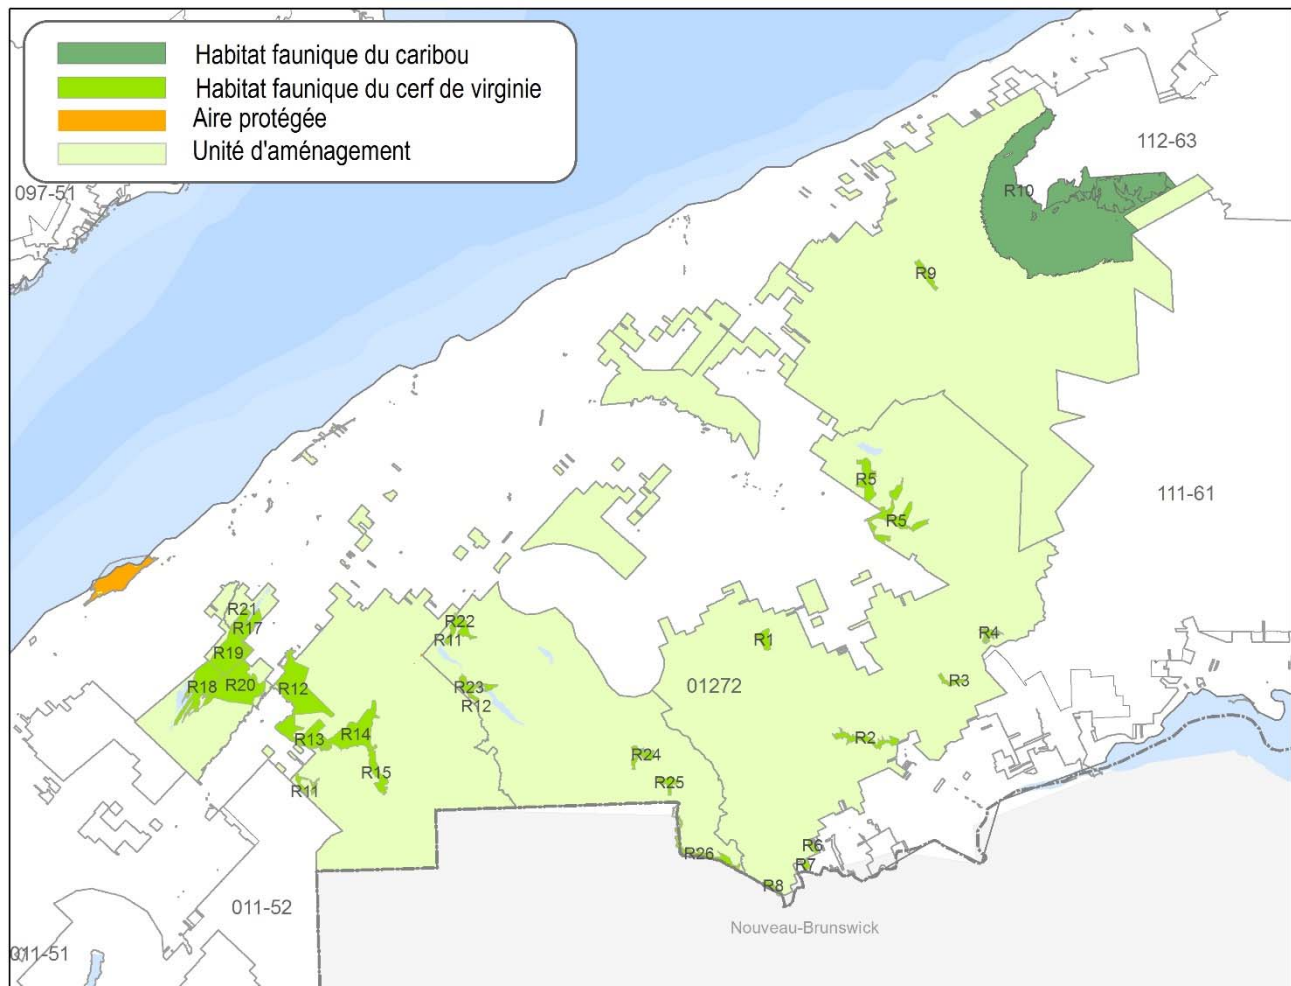 Habitat faunique du caribou
Habitat faunique du cerf de virginie
Aire protégée
Unité d'aménagement
097-51
112-63
R10
R9
R5
111-61
R5
R21
R17
R22
R11
R1
R4
R19
R18
R20
R12
R23
R12
01272
R3
R13
R14
R2
R15
R11
R24
R25
R6
R26
R7
R8
011-52
Nouveau-Brunswick
011-51